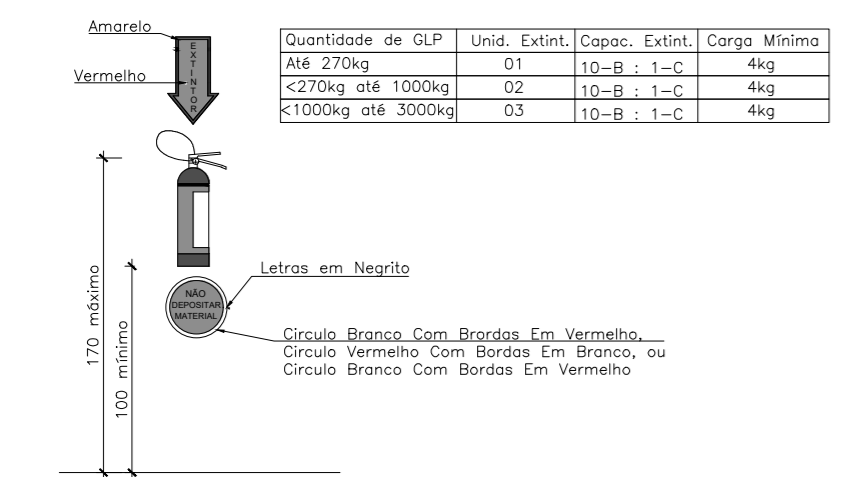 Amarelo
EXTINTOR
Vermelho
Quantidade de GLP Unid. Extint. Capac. Extint. Carga Mínima
Até 270kg 01 10-B : 1-C 4kg
<270kg até 1000kg 02 10-B : 1-C 4kg
<1000kg até 3000kg 03 10-B : 1-C 4kg
170 máximo
100 mínimo
NÃO
DEPOSITAR
MATERIAL
Letras em Negrito
Circulo Branco Com Brordas Em Vermelho,
Circulo Vermelho Com Bordas Em Branco, ou
Circulo Branco Com Bordas Em Vermelho